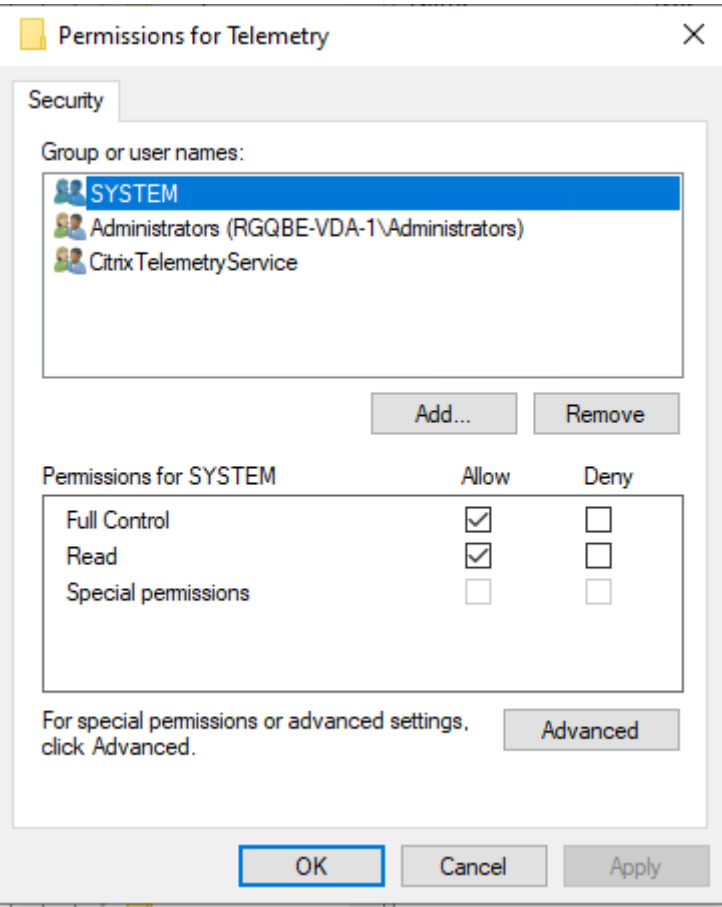 Permissions for Telemetry
Security
Group or user names:
SYSTEM
Administrators (RGQBE-VDA-1\Administrators)
CitrixTelemetryService
Add... Remove
Permissions for SYSTEM Allow Deny
Full Control
Read
Special permissions
For special permissions or advanced settings,
click Advanced.
Advanced
OK Cancel Apply